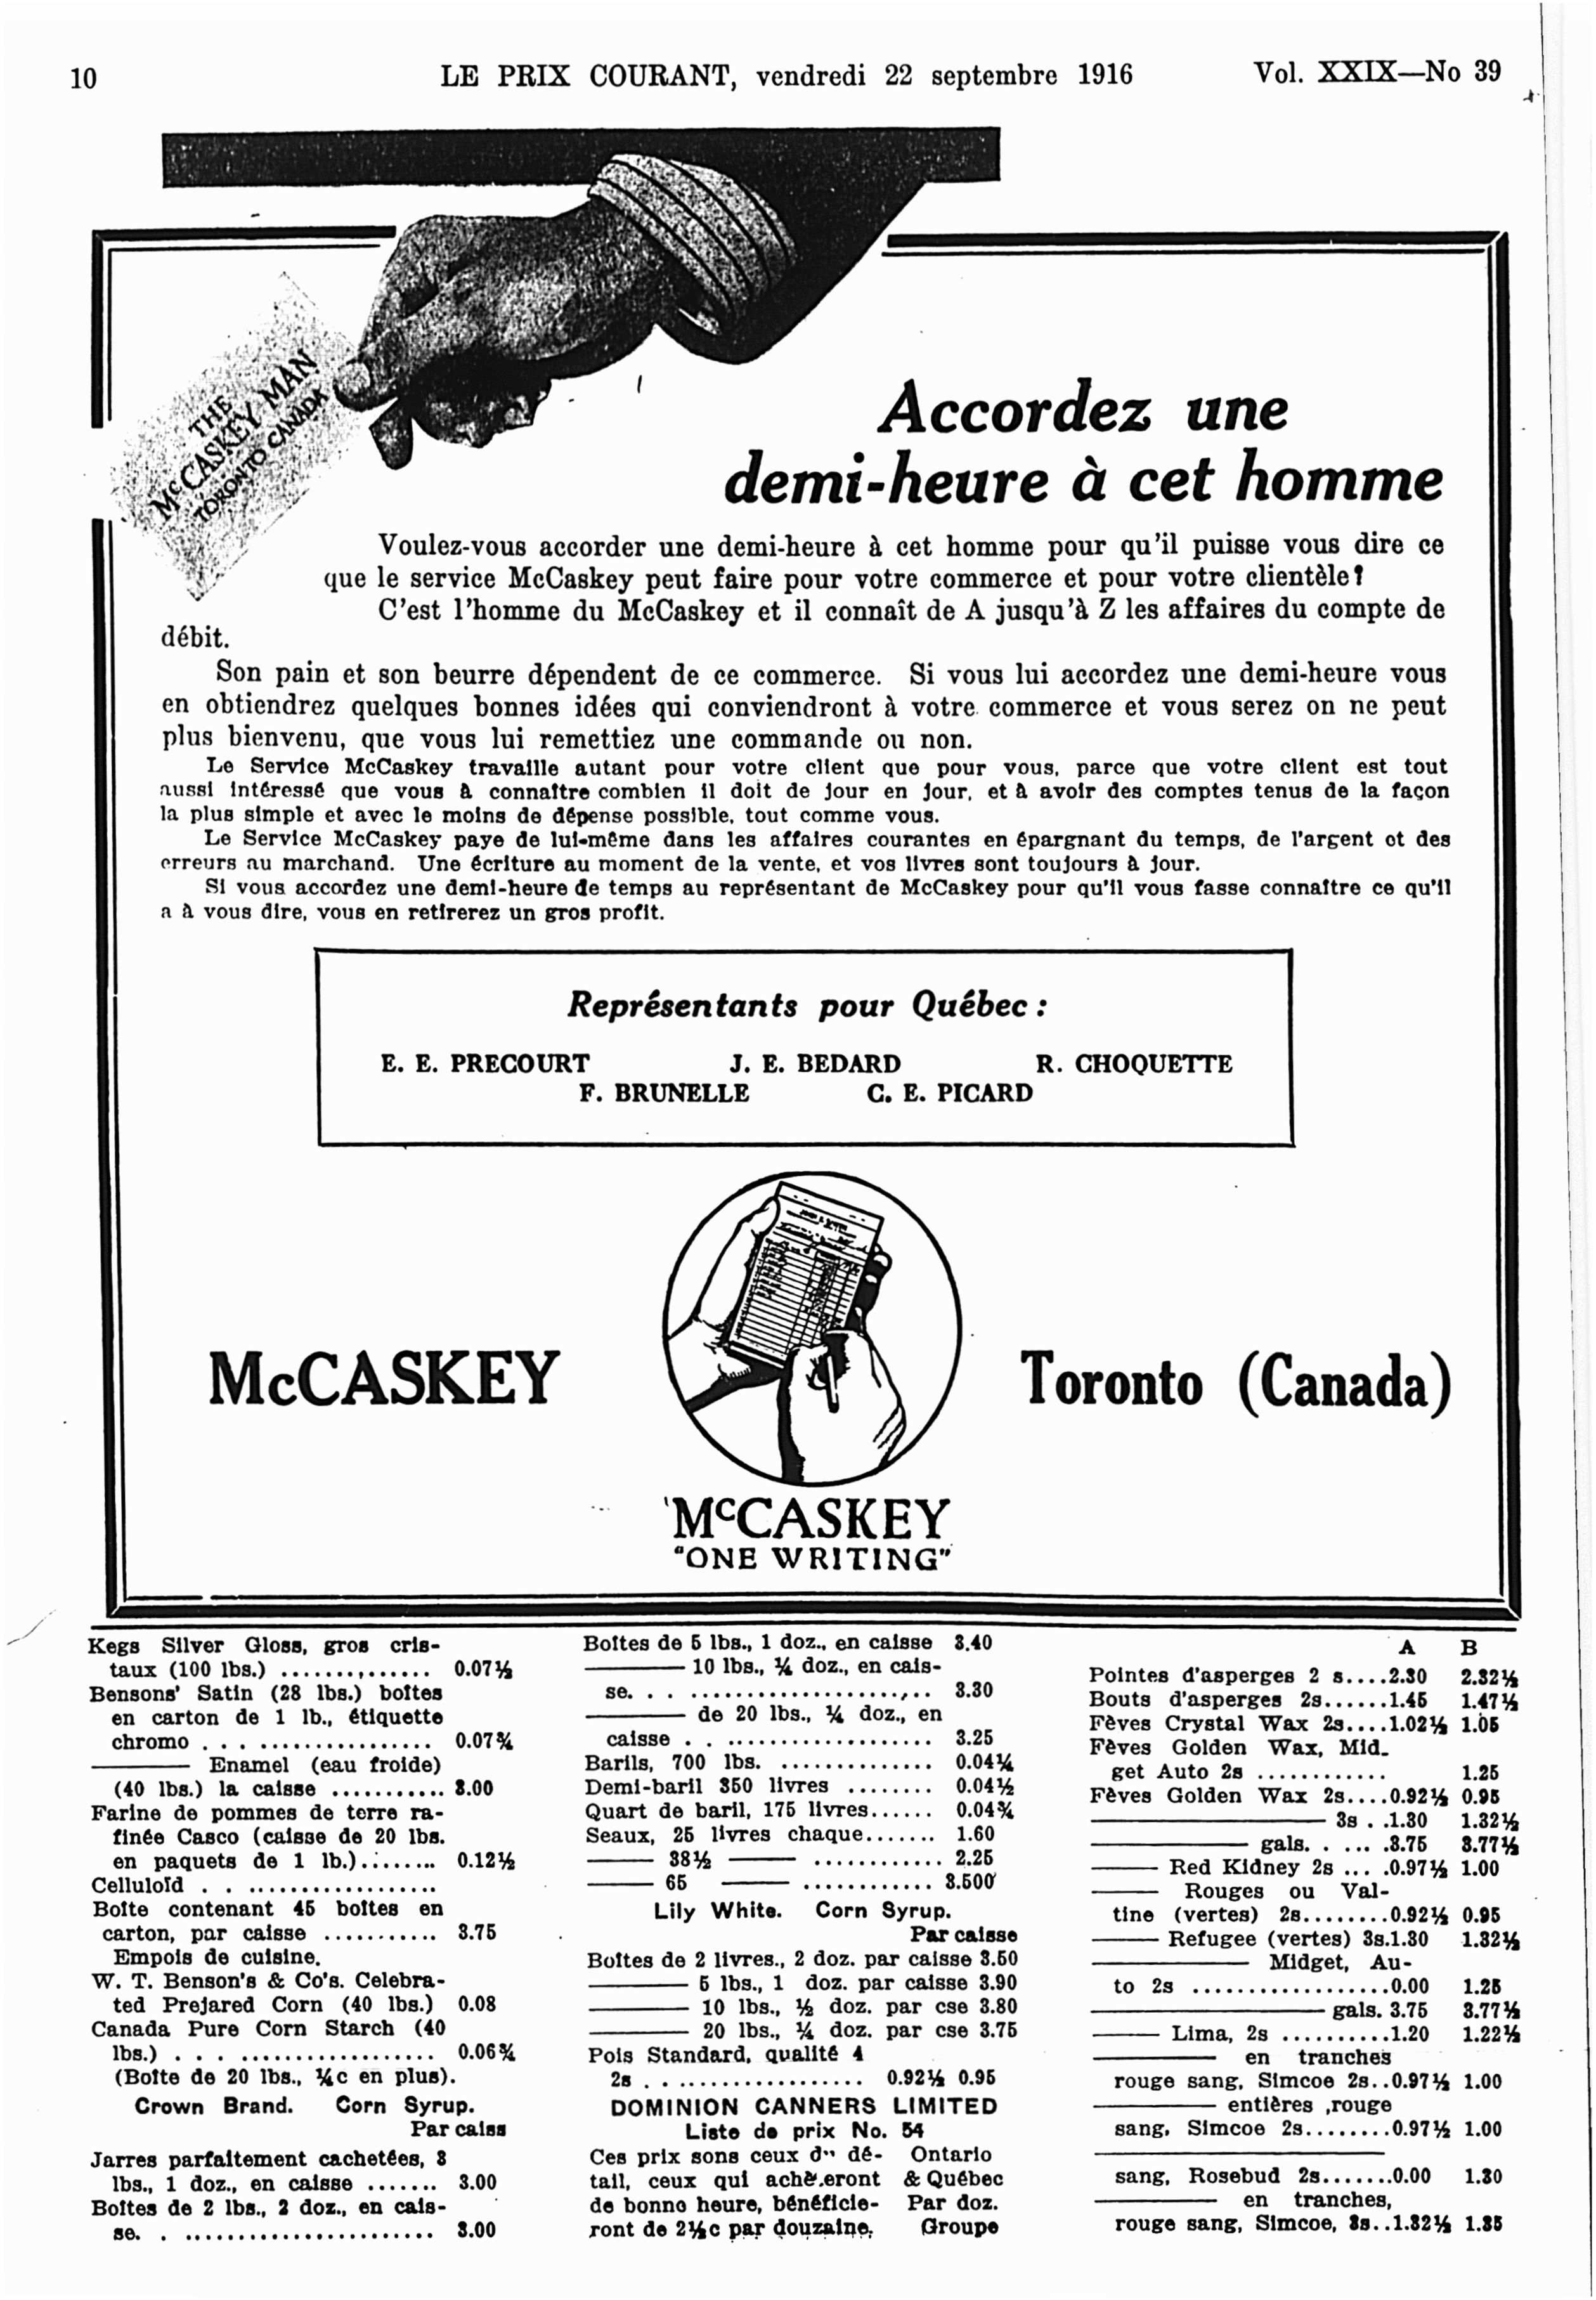 10
LE PRIX COURANT, vendredi 22 septembre 1916
Vol. XXIX—No 39
THE
McCASKEY MAN
TORONTO CANADA
Accordez une
demi-heure à cet homme
Voulez-vous accorder une demi-heure à cet homme pour qu'il puisse vous dire ce
que le service McCaskey peut faire pour votre commerce et pour votre clientèle?
C'est l'homme du McCaskey et il connaît de A jusqu'à Z les affaires du compte de
débit.
Son pain et son beurre dépendent de ce commerce. Si vous lui accordez une demi-heure vous
en obtiendrez quelques bonnes idées qui conviendront à votre commerce et vous serez on ne peut
plus bienvenu, que vous lui remettiez une commande ou non.
Le Service McCaskey travaille autant pour votre client que pour vous, parce que votre client est tout
aussi intéressé que vous à connaître combien il doit de jour en jour, et à avoir des comptes tenus de la façon
la plus simple et avec le moins de dépense possible, tout comme vous.
Le Service McCaskey paye de lui-même dans les affaires courantes en épargnant du temps, de l'argent et des
erreurs au marchand. Une écriture au moment de la vente, et vos livres sont toujours à jour.
Si vous accordez une demi-heure de temps au représentant de McCaskey pour qu'il vous fasse connaître ce qu'il
a à vous dire, vous en retirerez un gros profit.
Représentants pour Québec :
E. E. PRECOURT J. E. BEDARD R. CHOQUETTE
F. BRUNELLE C. E. PICARD
McCASKEY
Toronto (Canada)
McCASKEY
"ONE WRITING"
Kegs Silver Gloss, gros cris-
taux (100 lbs.) .............. 0.07½
Bensons' Satin (28 lbs.) boîtes
en carton de 1 lb., étiquette
chromo . . . ................ 0.07¾
——— Enamel (eau froide)
(40 lbs.) la caisse ........... 3.00
Farine de pommes de terre ra-
finée Casco (caisse de 20 lbs.
en paquets de 1 lb.)........ 0.12½
Celluloïd . . ..................
Boîte contenant 45 boîtes en
carton, par caisse ........... 3.75
Empois de cuisine.
W. T. Benson's & Co's. Celebra-
ted Prejared Corn (40 lbs.) 0.08
Canada Pure Corn Starch (40
lbs.) . . . .................. 0.06¾
(Boîte de 20 lbs., ¼c en plus).
Crown Brand. Corn Syrup.
Par caiss
Jarres parfaitement cachetées, 3
lbs., 1 doz., en caisse ....... 3.00
Boîtes de 2 lbs., 2 doz., en cais-
se. . ....................... 3.00
Boîtes de 5 lbs., 1 doz., en caisse 3.40
——— 10 lbs., ¼ doz., en cais-
se. . . ...................... 3.30
——— de 20 lbs., ¼ doz., en
caisse . . .................... 3.25
Barils, 700 lbs. .............. 0.04¼
Demi-baril 350 livres ........ 0.04½
Quart de baril, 175 livres...... 0.04¾
Seaux, 25 livres chaque....... 1.60
—— 38½ —— ............ 2.25
—— 65 —— ............ 3.500
Lily White. Corn Syrup.
Par caisse
Boîtes de 2 livres., 2 doz. par caisse 3.50
——— 5 lbs., 1 doz. par caisse 3.90
——— 10 lbs., ½ doz. par cse 3.80
——— 20 lbs., ¼ doz. par cse 3.75
Pois Standard, qualité 4
2s . . .................. 0.92½ 0.95
DOMINION CANNERS LIMITED
Liste de prix No. 54
Ces prix sons ceux d dé- Ontario
tail, ceux qui achè.eront & Québec
de bonne heure, bénéficie- Par doz.
ront de 2½c par douzaine. Groupe
A B
Pointes d'asperges 2 s....2.30 2.32½
Bouts d'asperges 2s......1.45 1.47½
Fèves Crystal Wax 2s....1.02½ 1.05
Fèves Golden Wax, Mid-
get Auto 2s ............ 1.25
Fèves Golden Wax 2s....0.92½ 0.95
——— 3s . .1.30 1.32½
——— gals. . ... .3.75 3.77½
—— Red Kidney 2s ... .0.97½ 1.00
—— Rouges ou Val-
tine (vertes) 2s........0.92½ 0.95
—— Refugee (vertes) 3s.1.30 1.32½
——— Midget, Au-
to 2s ..................0.00 1.25
——— gals. 3.75 3.77½
—— Lima, 2s ..........1.20 1.22½
——— en tranches
rouge sang, Simcoe 2s..0.97½ 1.00
——— entières ,rouge
sang, Simcoe 2s........0.97½ 1.00
————
sang, Rosebud 2s.......0.00 1.30
——— en tranches,
rouge sang, Simcoe, 3s..1.32½ 1.35